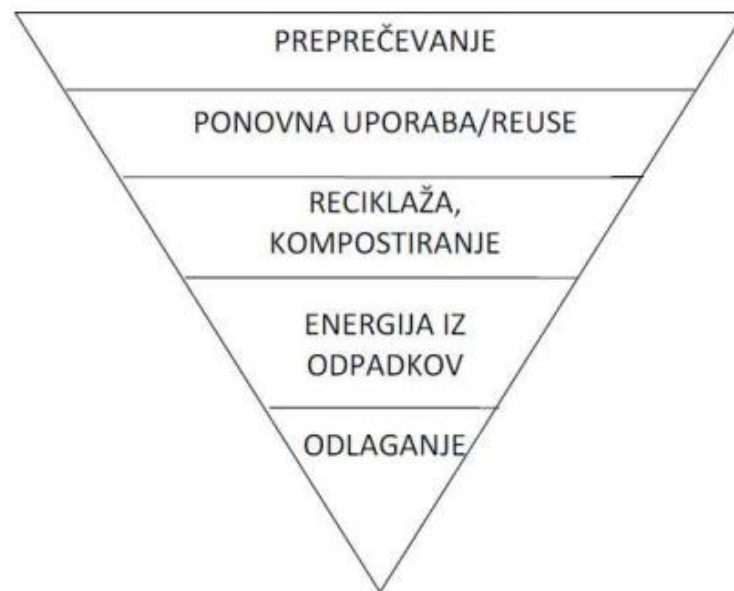 PREPREČEVANJE
PONOVNA UPORABA/REUSE
RECIKLAŽA,
KOMPOSTIRANJE
ENERGIJA IZ
ODPADKOV
ODLAGANJE